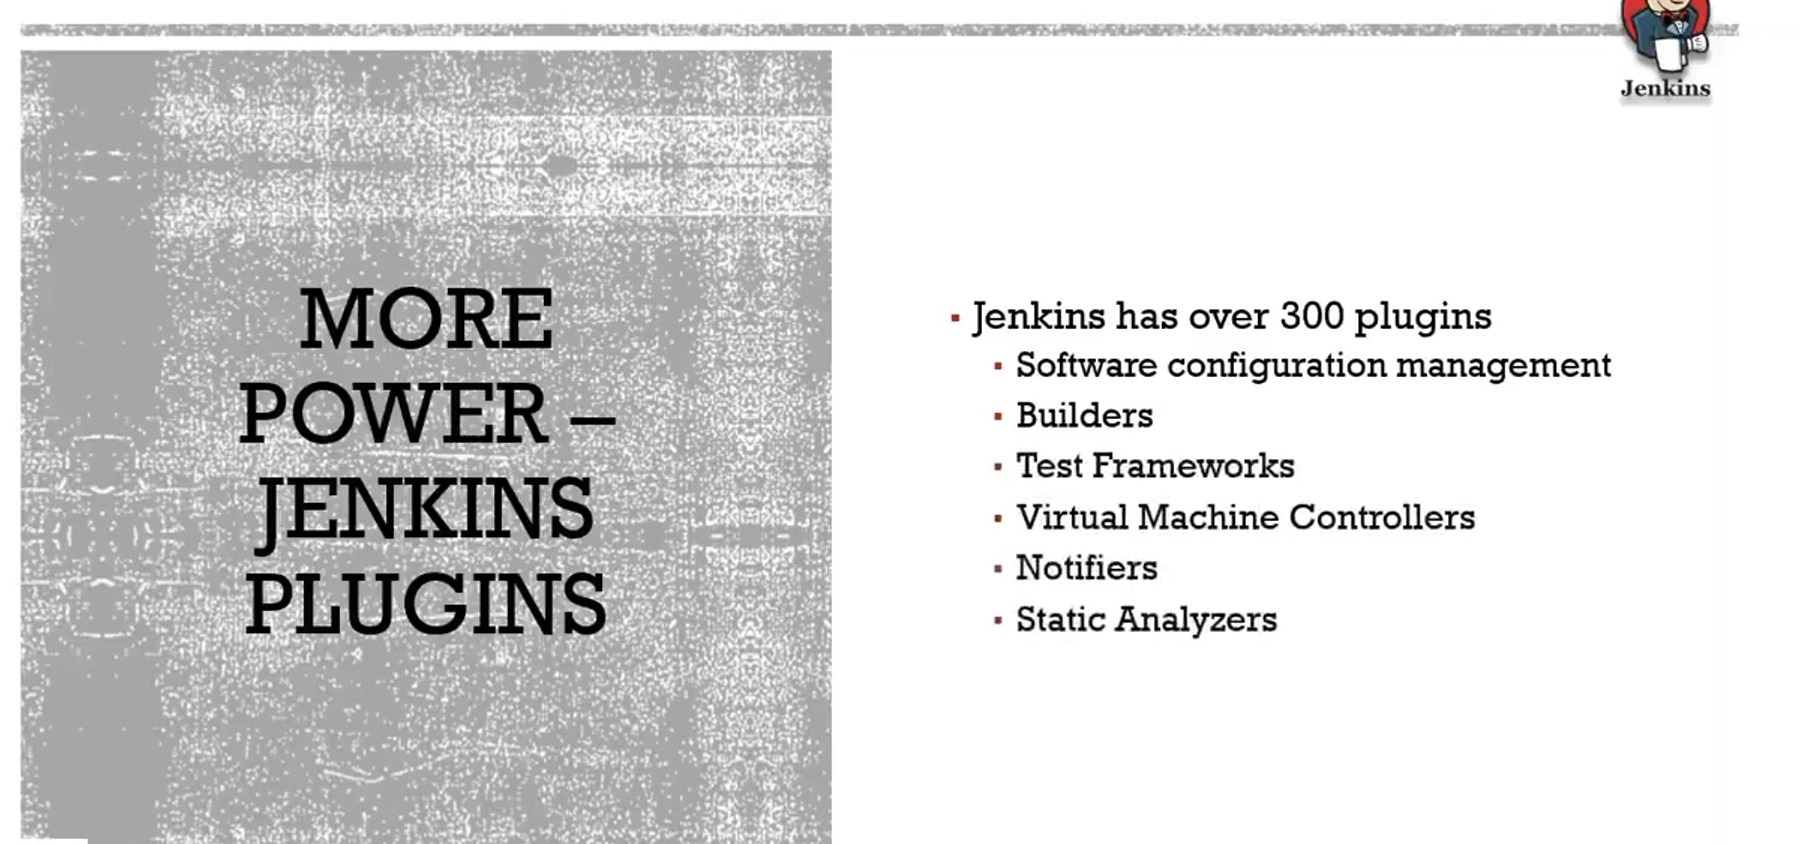 Jenkins
MORE
POWER –
JENKINS
PLUGINS
▪ Jenkins has over 300 plugins
▪ Software configuration management
▪ Builders
▪ Test Frameworks
▪ Virtual Machine Controllers
▪ Notifiers
▪ Static Analyzers